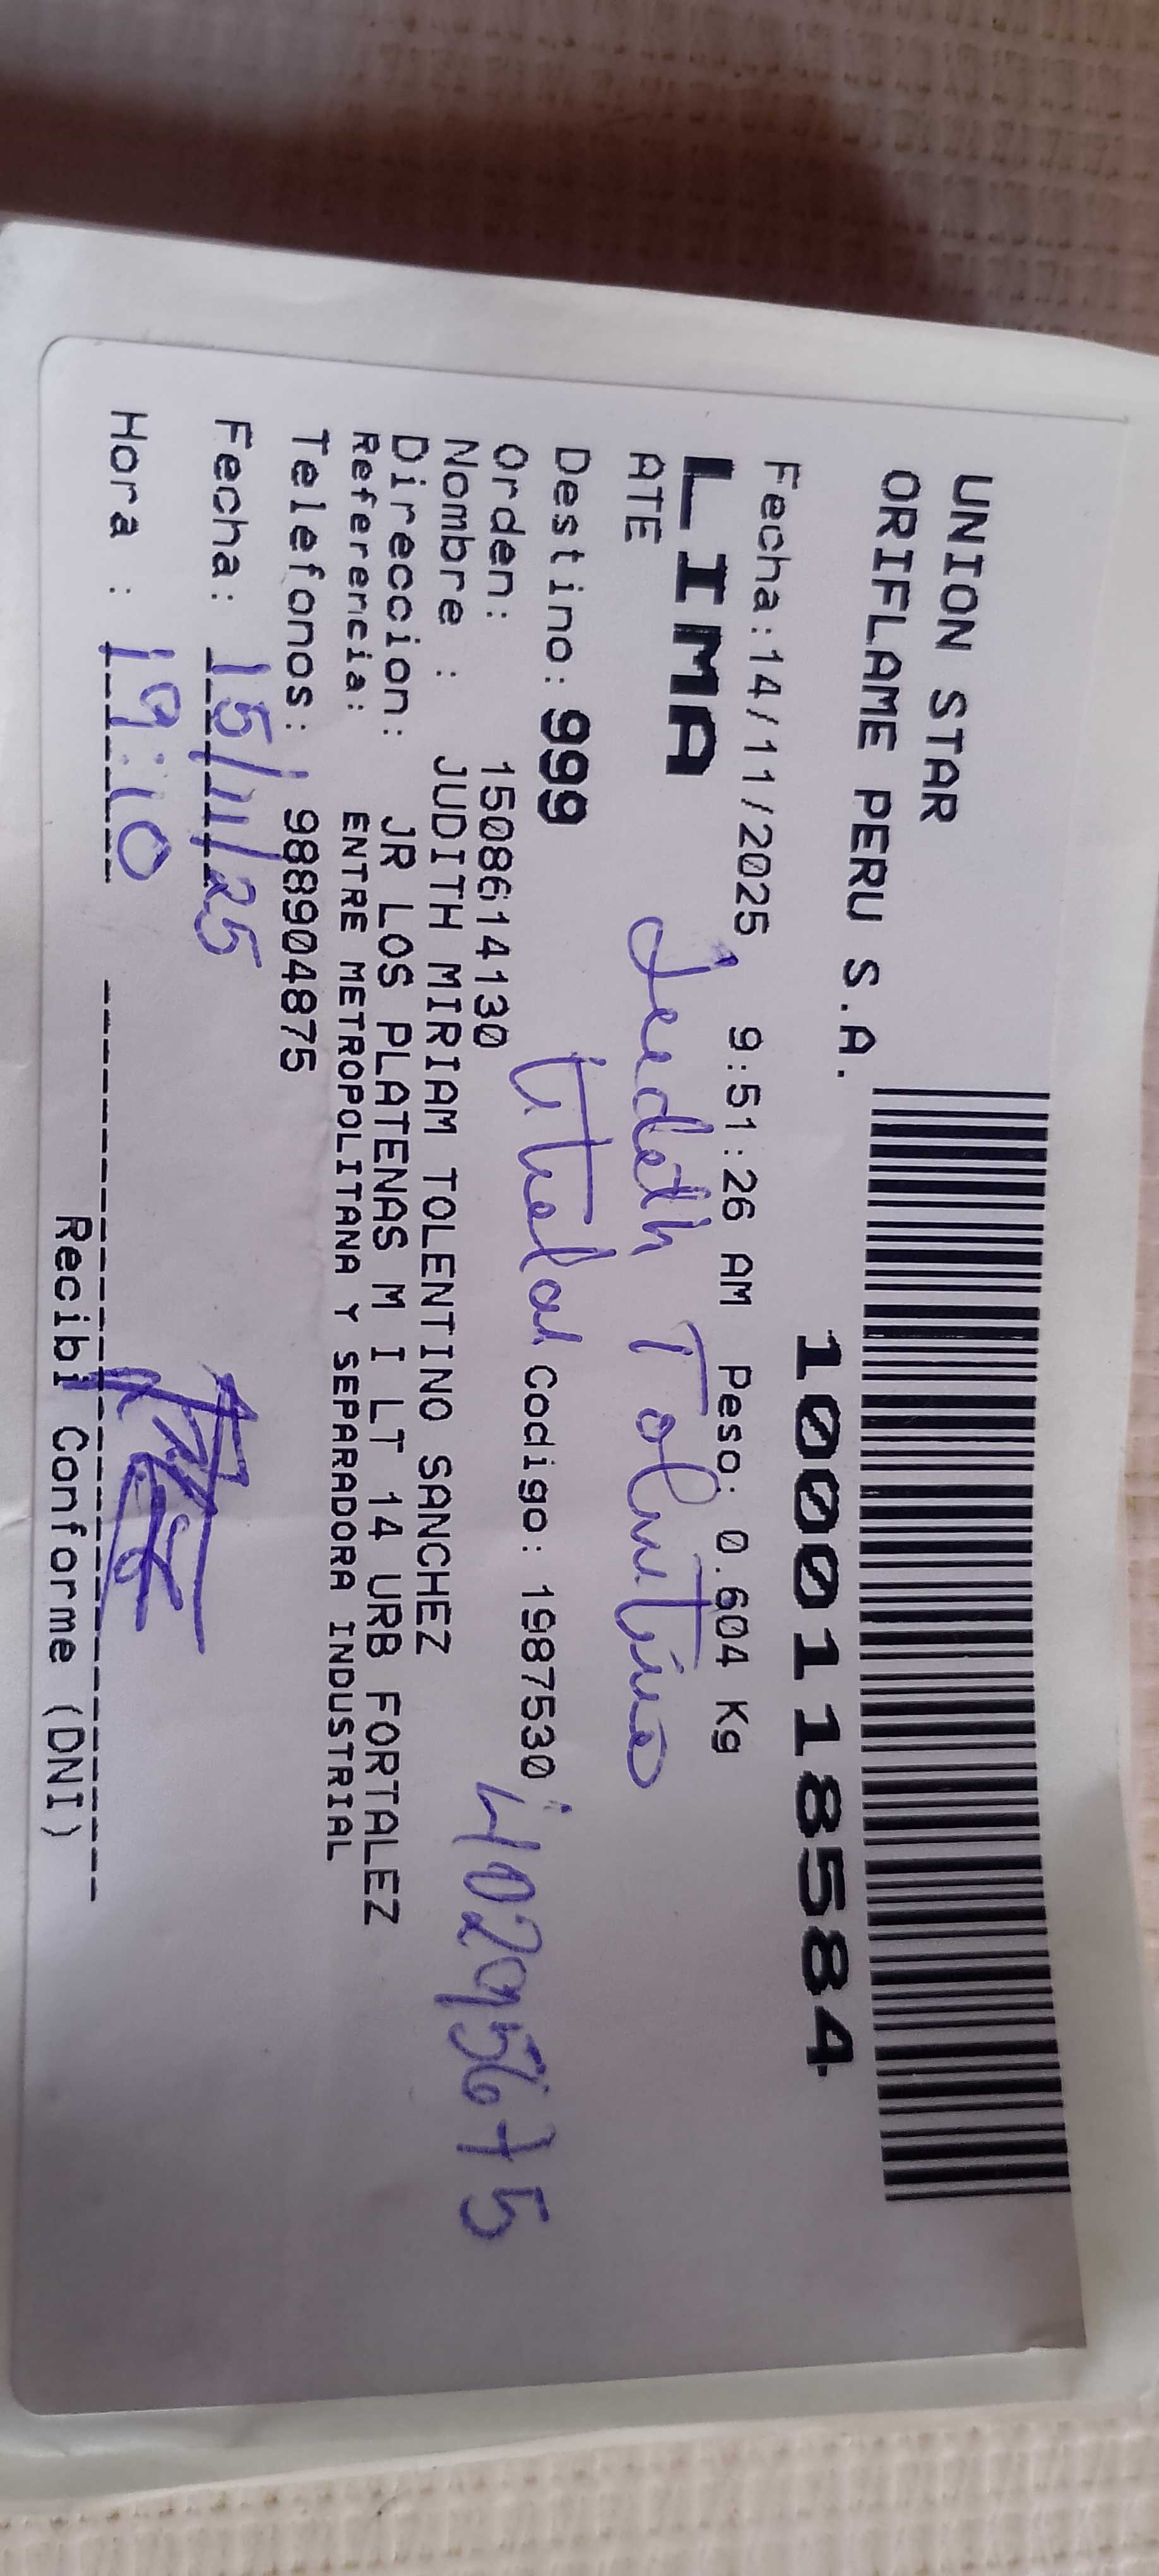 UNION STAR
ORIFLAME PERU S.A.
10001118584
Fecha:14/11/2025 9:51:26 AM Peso: 0.604 Kg
LIMA
ATE
Judith Tolentino
Destino: 999
titular Codigo: 1987530
Orden: 1508614130
40295675
Nombre : JUDITH MIRIAM TOLENTINO SANCHEZ
Direccion: JR LOS PLATENAS M I LT 14 URB FORTALEZ
Referencia: ENTRE METROPOLITANA Y SEPARADORA INDUSTRIAL
Telefonos: 988904875
Fecha: 15/11/25
Hora : 19:10
Recibi Conforme (DNI)